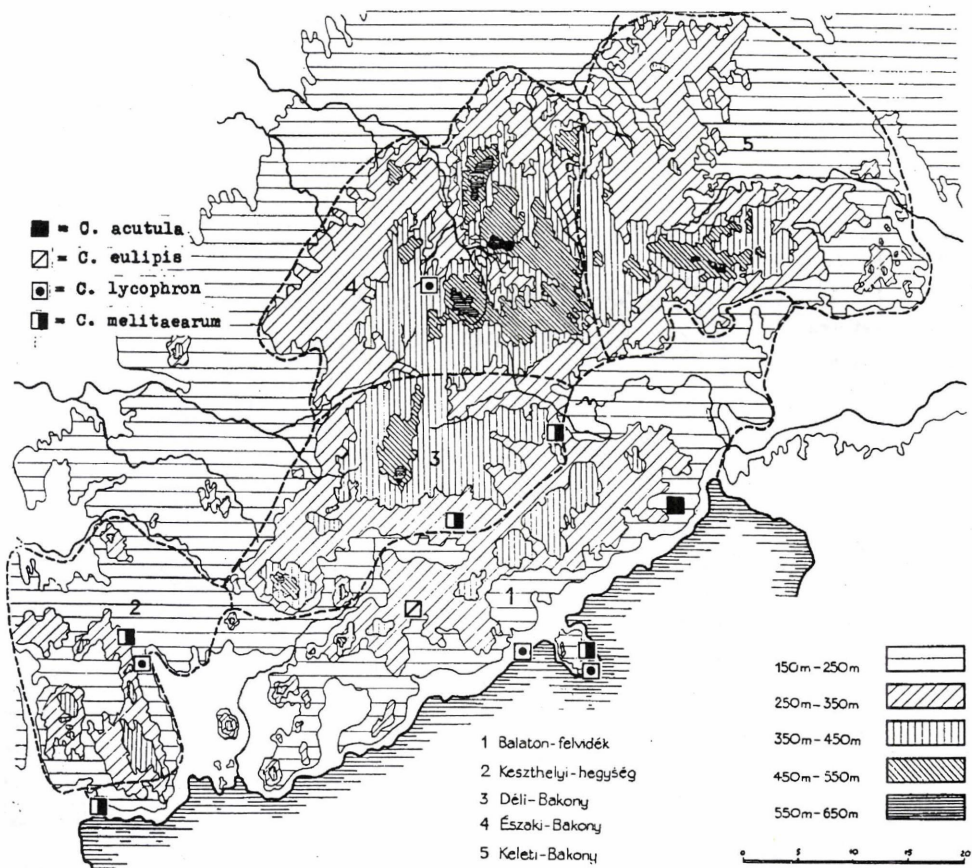 ■ = C. acutula
= C. eulipis
= C. lycophron
= C. melitaearum
1
2
3
4
5
1 Balaton-felvidék
2 Keszthelyi-hegység
3 Déli-Bakony
4 Északi-Bakony
5 Keleti-Bakony
150m-250m
250m-350m
350m-450m
450m-550m
550m-650m
0 5 10 15 20